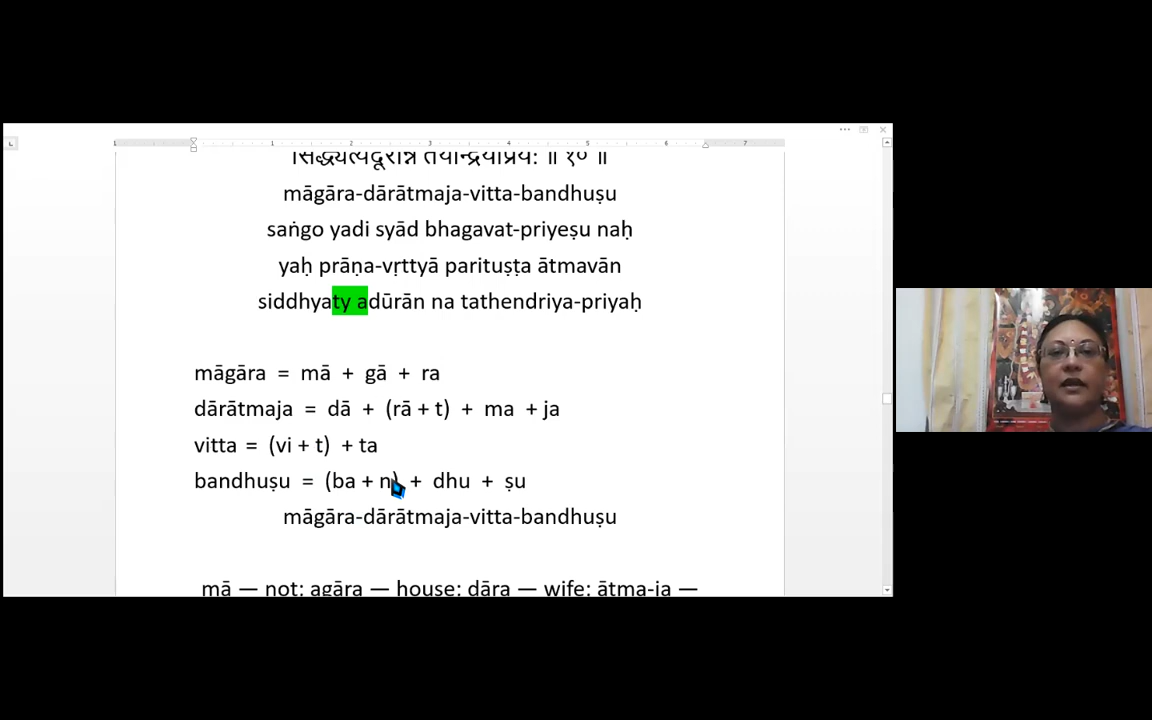 ॥ १० ॥
māgāra-dārātmaja-vitta-bandhuṣu
saṅgo yadi syād bhagavat-priyeṣu naḥ
yaḥ prāṇa-vṛttyā parituṣṭa ātmavān
siddhyaty adūrān na tathendriya-priyaḥ
māgāra = mā + gā + ra
dārātmaja = dā + (rā + t) + ma + ja
vitta = (vi + t) + ta
bandhuṣu = (ba + n) + dhu + ṣu
māgāra-dārātmaja-vitta-bandhuṣu
mā — not; agāra — house; dāra — wife; ātma-ja —